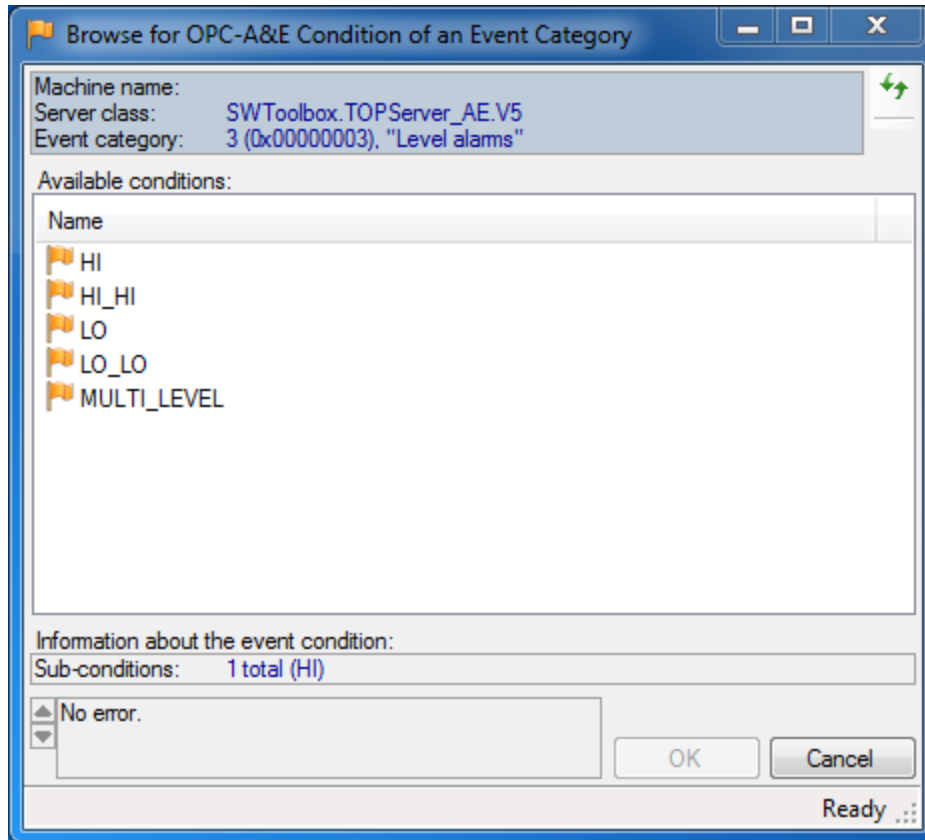 Browse for OPC-A&E Condition of an Event Category
Machine name:
Server class: SWToolbox.TOPServer_AE.V5
Event category: 3 (0x00000003), "Level alarms"
Available conditions:
Name
HI
HI_HI
LO
LO_LO
MULTI_LEVEL
Information about the event condition:
Sub-conditions: 1 total (HI)
No error.
OK Cancel
Ready